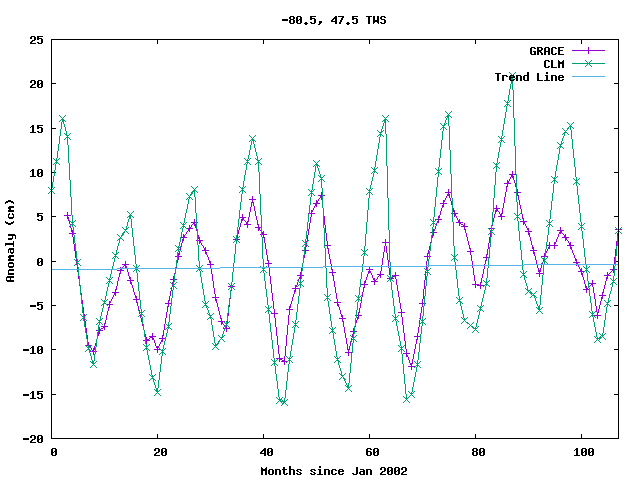 -80.5, 47.5 TWS
GRACE
CLM
Trend Line
25
20
15
10
5
0
-5
-10
-15
-20
Anomaly (cm)
0 20 40 60 80 100
Months since Jan 2002